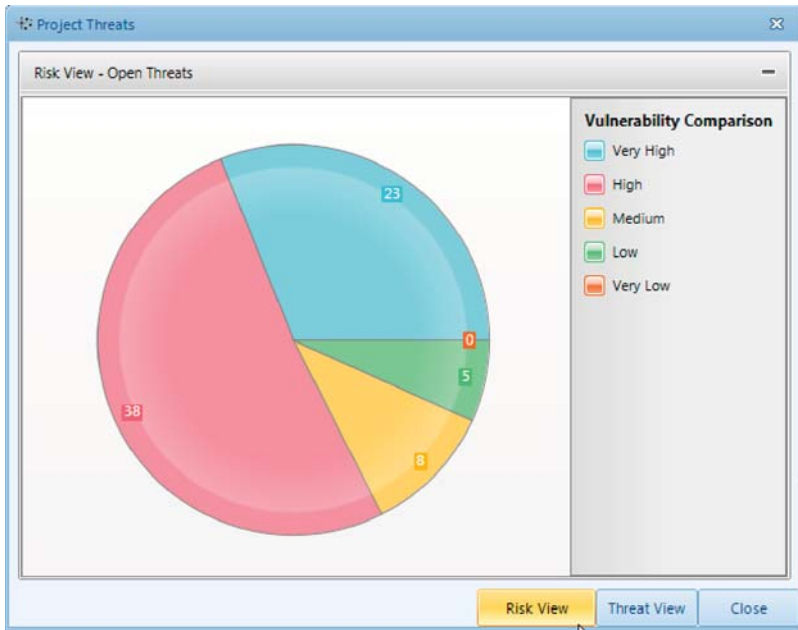 Project Threats
Risk View - Open Threats
Vulnerability Comparison
Very High
High
Medium
Low
Very Low
23
0
5
38
8
Risk View
Threat View
Close